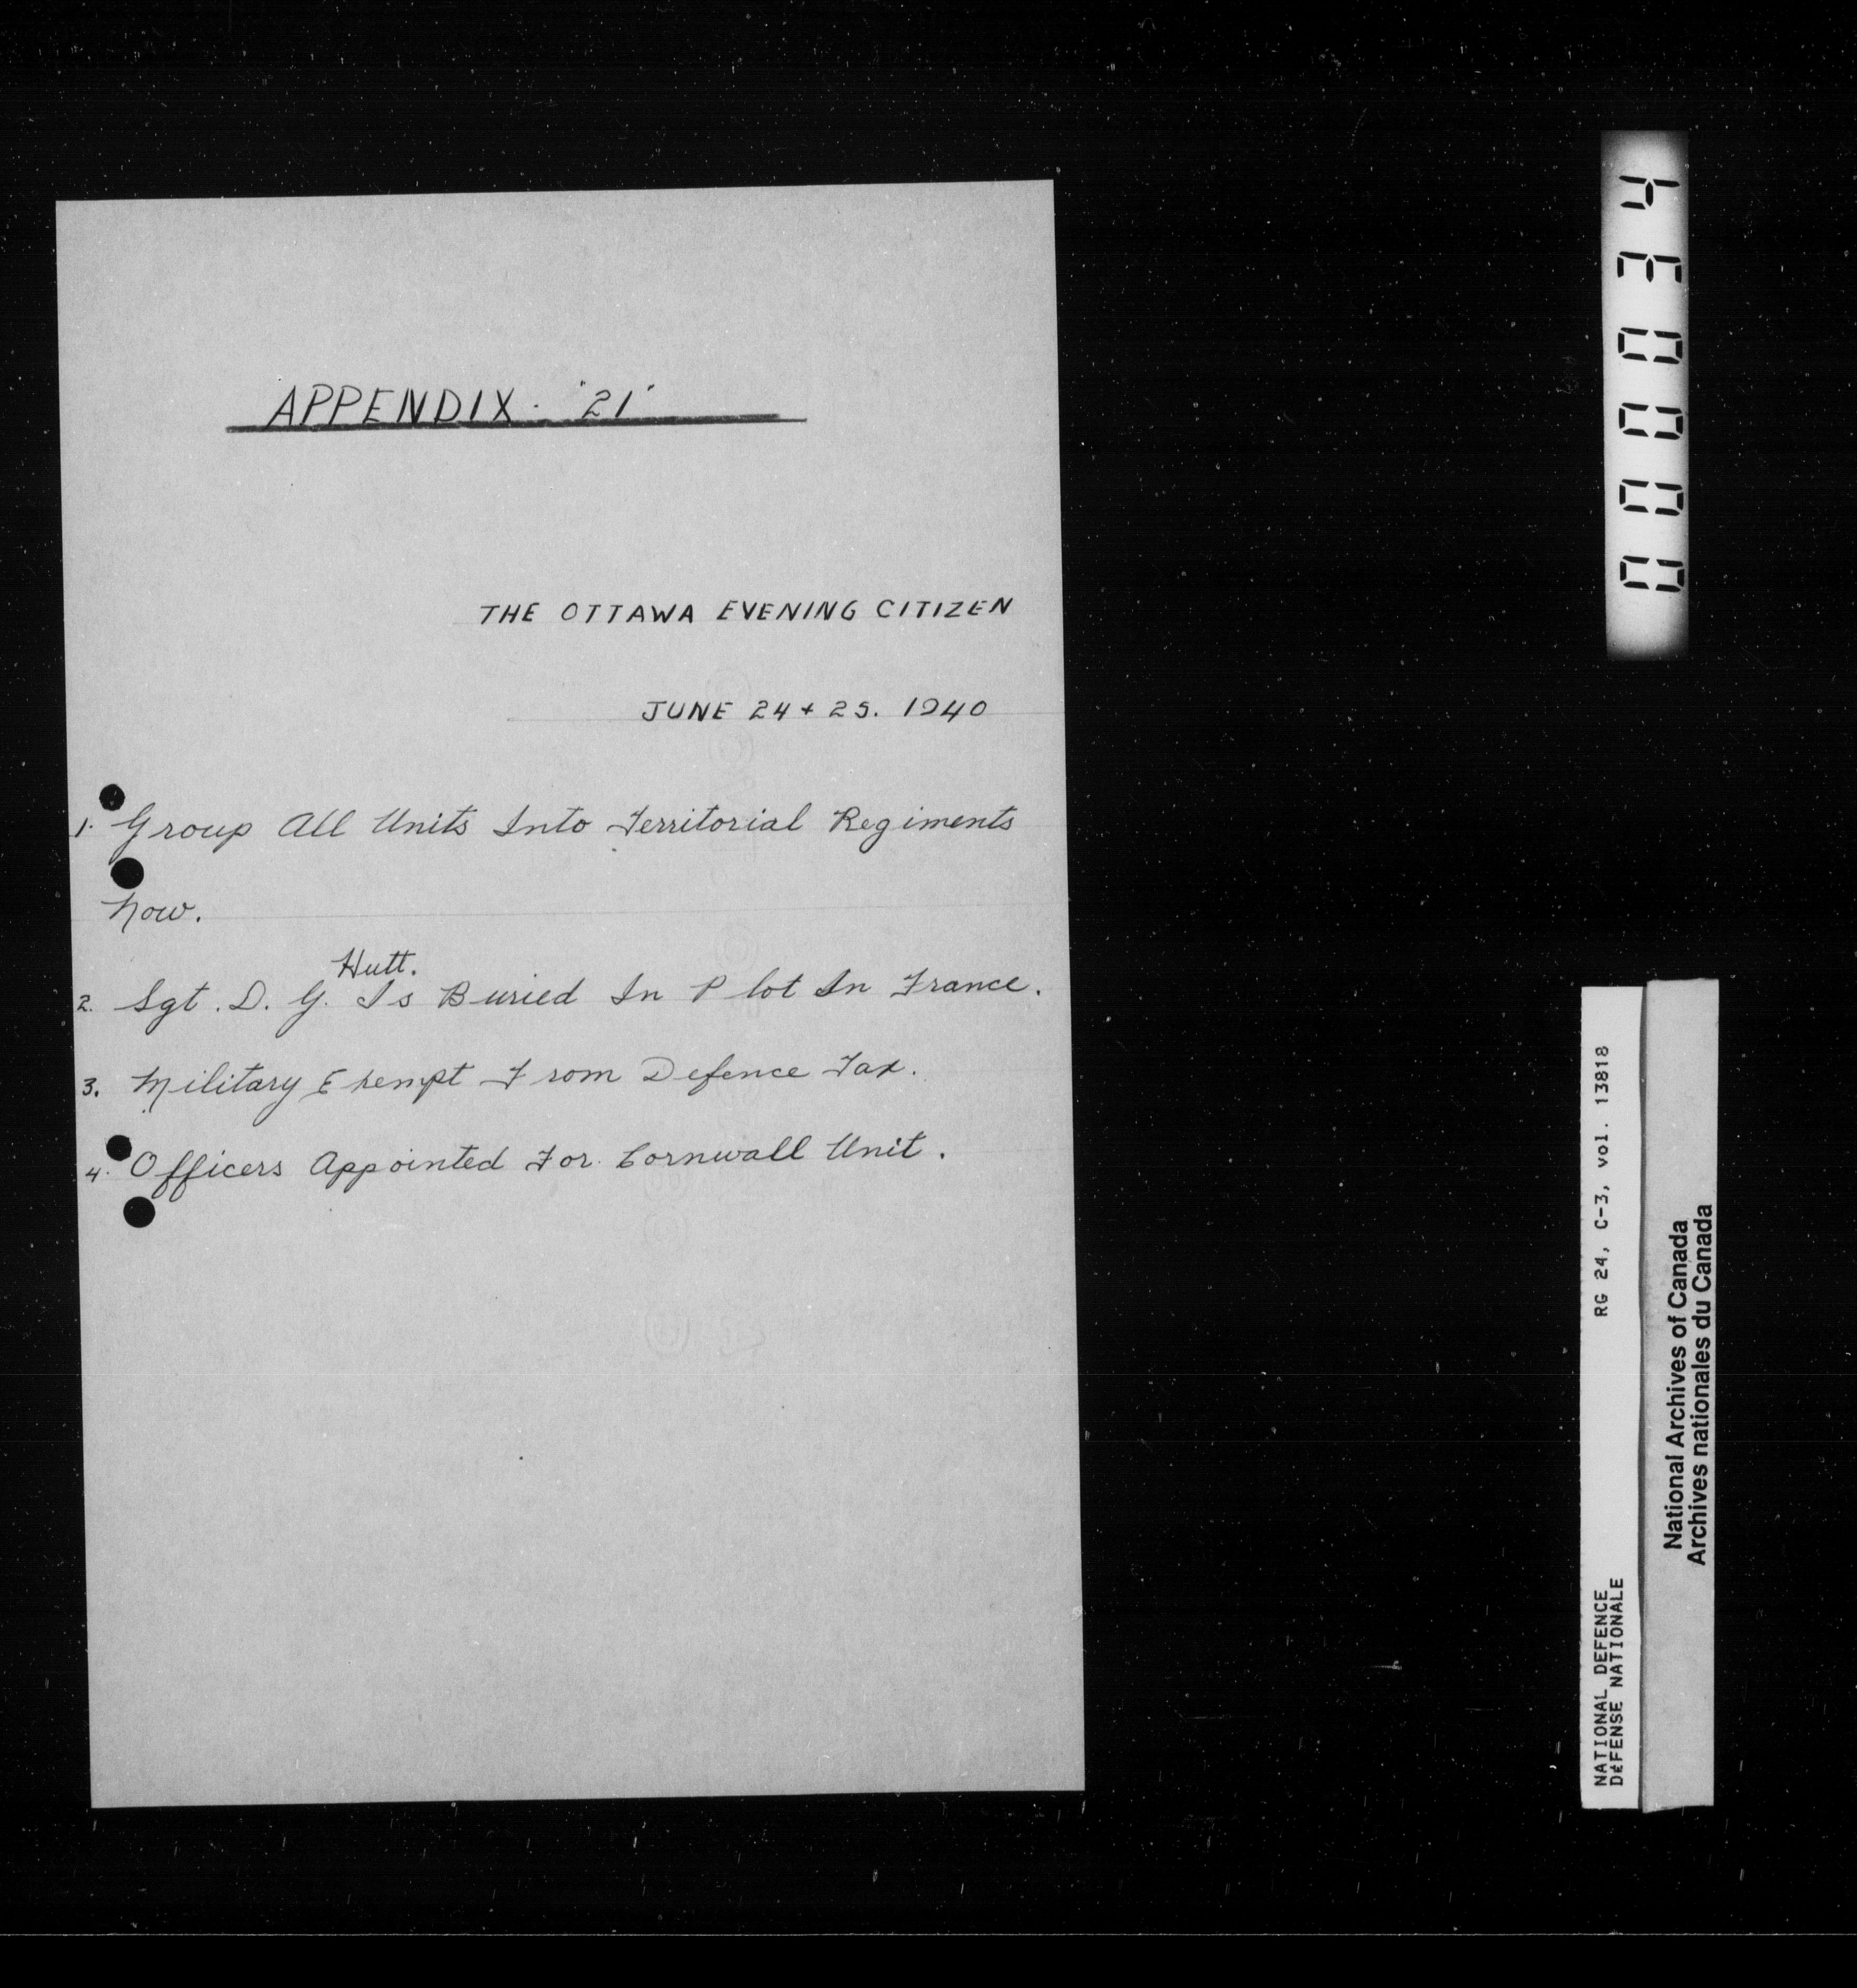 APPENDIX · "21"
THE OTTAWA EVENING CITIZEN
JUNE 24 + 25. 1940
1. Group All Units Into Territorial Regiments
Now.
Hutt.
2. Sgt. D. G. Is Buried In Plot In France.
3. Military Exempt From Defence Tax.
4. Officers Appointed For Cornwall Unit.
000034
RG 24, C-3, vol. 13818
NATIONAL DEFENCE
DéFENSE NATIONALE
National Archives of Canada
Archives nationales du Canada